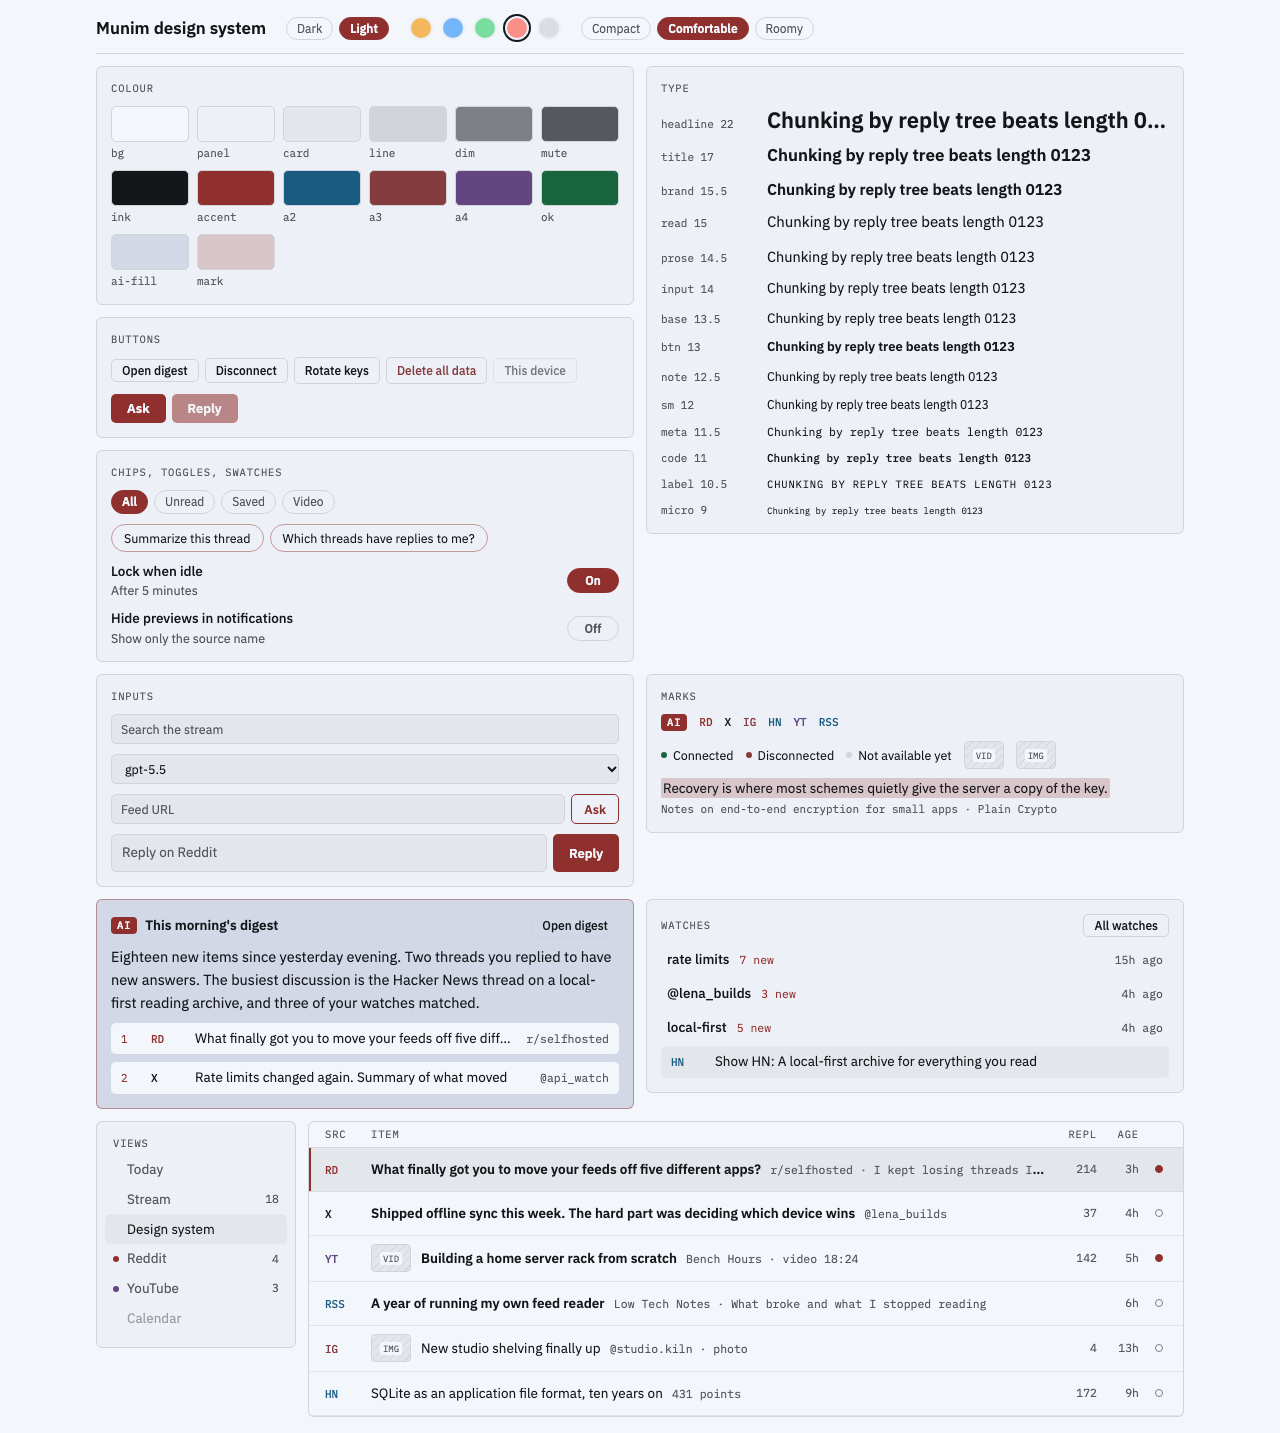 Munim design system Dark Light Compact Comfortable Roomy
COLOUR
bg panel card line dim mute
ink accent a2 a3 a4 ok
ai-fill mark
TYPE
headline 22 Chunking by reply tree beats length 0...
title 17 Chunking by reply tree beats length 0123
brand 15.5 Chunking by reply tree beats length 0123
read 15 Chunking by reply tree beats length 0123
prose 14.5 Chunking by reply tree beats length 0123
input 14 Chunking by reply tree beats length 0123
base 13.5 Chunking by reply tree beats length 0123
btn 13 Chunking by reply tree beats length 0123
note 12.5 Chunking by reply tree beats length 0123
sm 12 Chunking by reply tree beats length 0123
meta 11.5 Chunking by reply tree beats length 0123
code 11 Chunking by reply tree beats length 0123
label 10.5 CHUNKING BY REPLY TREE BEATS LENGTH 0123
micro 9 Chunking by reply tree beats length 0123
BUTTONS
Open digest Disconnect Rotate keys Delete all data This device
Ask Reply
CHIPS, TOGGLES, SWATCHES
All Unread Saved Video
Summarize this thread Which threads have replies to me?
Lock when idle
After 5 minutes
On
Hide previews in notifications
Show only the source name
Off
INPUTS
Search the stream
gpt-5.5
Feed URL Ask
Reply on Reddit Reply
MARKS
AI RD X IG HN YT RSS
Connected Disconnected Not available yet VID IMG
Recovery is where most schemes quietly give the server a copy of the key.
Notes on end-to-end encryption for small apps · Plain Crypto
AI This morning's digest Open digest
Eighteen new items since yesterday evening. Two threads you replied to have
new answers. The busiest discussion is the Hacker News thread on a local-
first reading archive, and three of your watches matched.
1 RD What finally got you to move your feeds off five diff... r/selfhosted
2 X Rate limits changed again. Summary of what moved @api_watch
WATCHES All watches
rate limits 7 new 15h ago
@lena_builds 3 new 4h ago
local-first 5 new 4h ago
HN Show HN: A local-first archive for everything you read
VIEWS
Today
Stream 18
Design system
Reddit 4
YouTube 3
Calendar
SRC ITEM REPL AGE
RD What finally got you to move your feeds off five different apps? r/selfhosted · I kept losing threads I... 214 3h
X Shipped offline sync this week. The hard part was deciding which device wins @lena_builds 37 4h
YT VID Building a home server rack from scratch Bench Hours · video 18:24 142 5h
RSS A year of running my own feed reader Low Tech Notes · What broke and what I stopped reading 6h
IG IMG New studio shelving finally up @studio.kiln · photo 4 13h
HN SQLite as an application file format, ten years on 431 points 172 9h